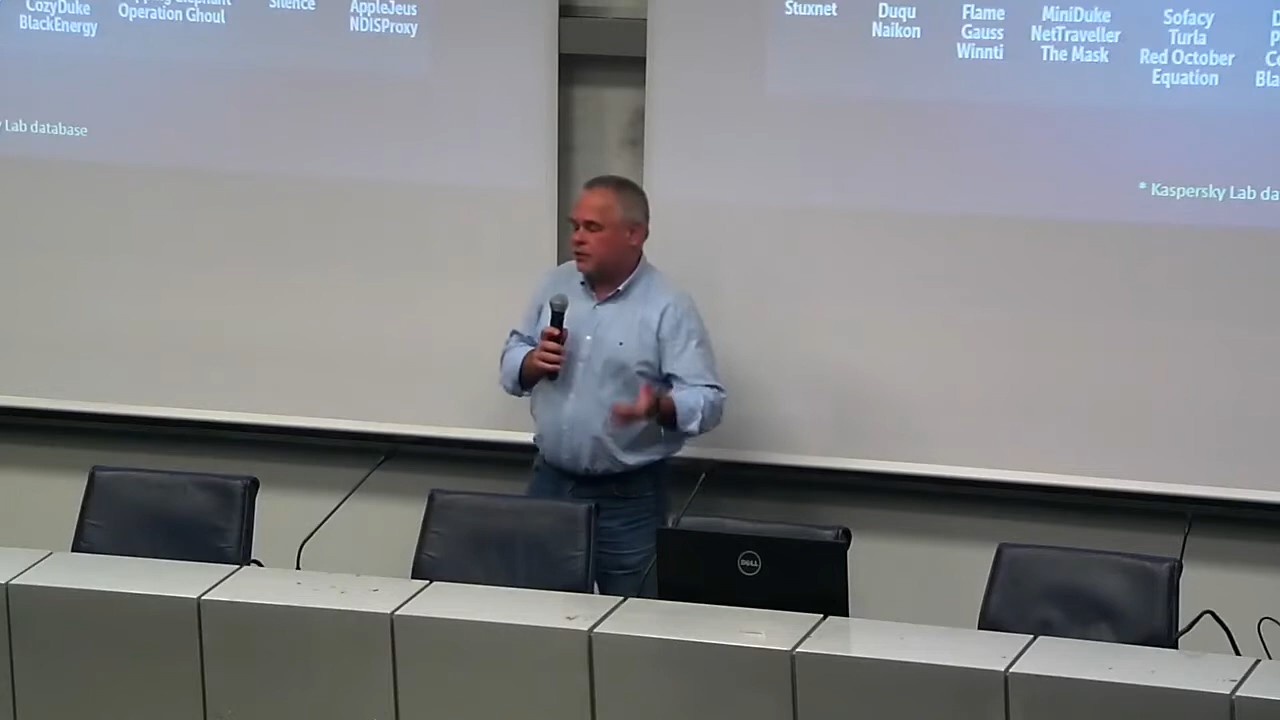 CozyDuke
BlackEnergy
Operation Ghoul
Silence
AppleJeus
NDISProxy
Lab database
Stuxnet
Duqu
Naikon
Flame
Gauss
Winnti
MiniDuke
NetTraveller
The Mask
Sofacy
Turla
Red October
Equation
* Kaspersky Lab da
DELL